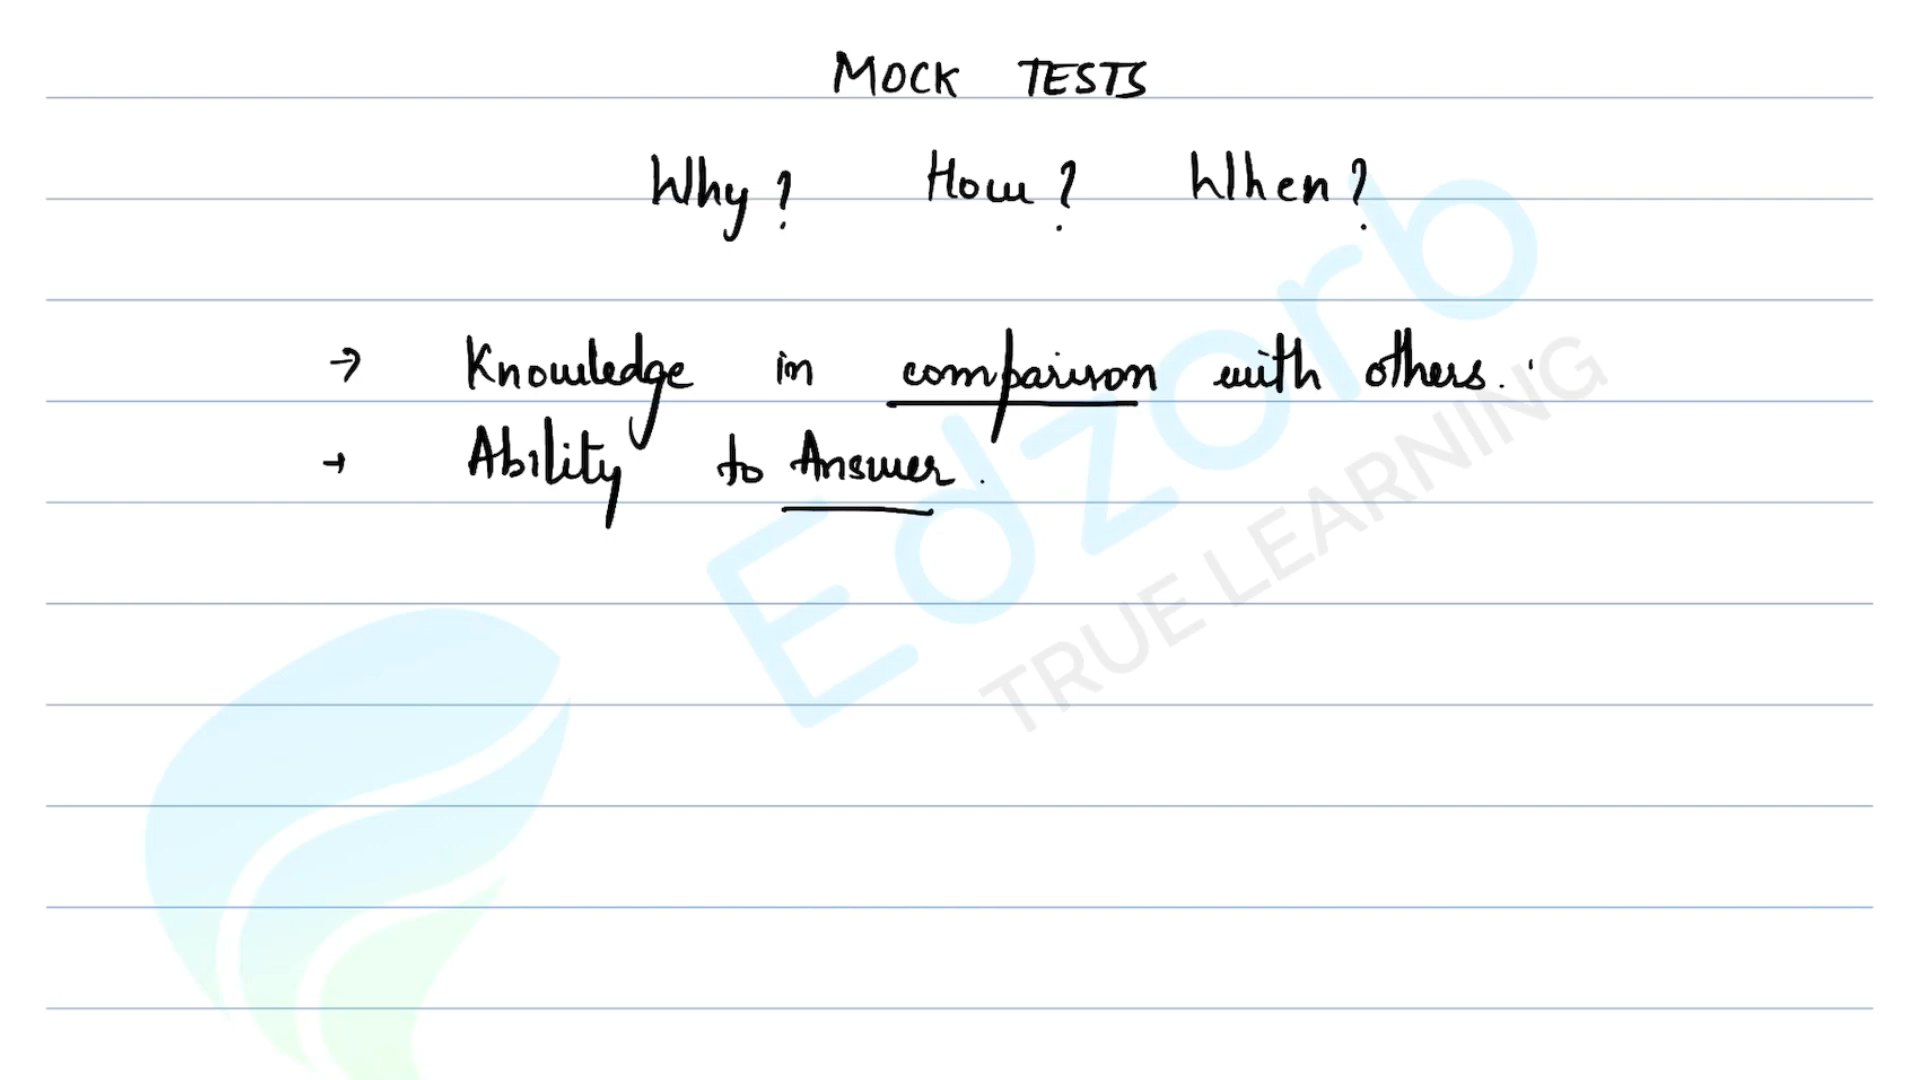 MOCK TESTS
Why? How? When?
→ Knowledge in comparison with others.
→ Ability to Answer.
Edzorb
TRUE LEARNING